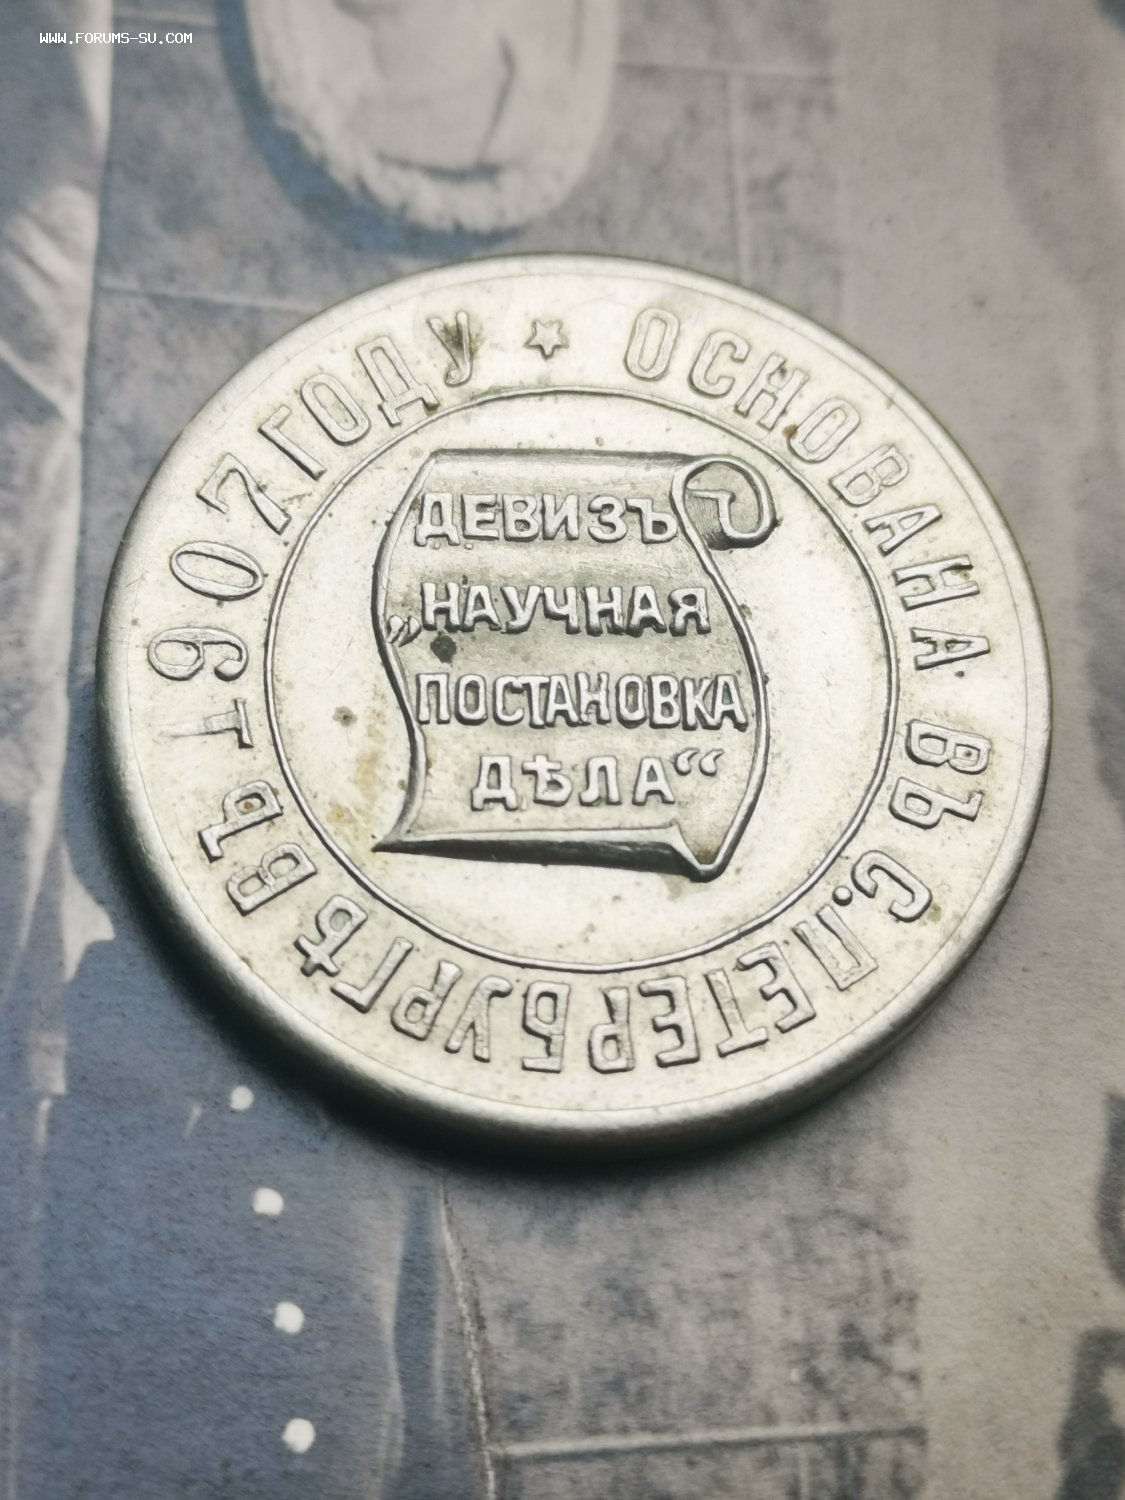 WWW.FORUMS-SU.COM
ОСНОВАНА ВЪ С.ПЕТЕРБУРГѢ ВЪ 1907 ГОДУ
ДЕВИЗЪ
„НАУЧНАЯ
ПОСТАНОВКА
ДѢЛА“